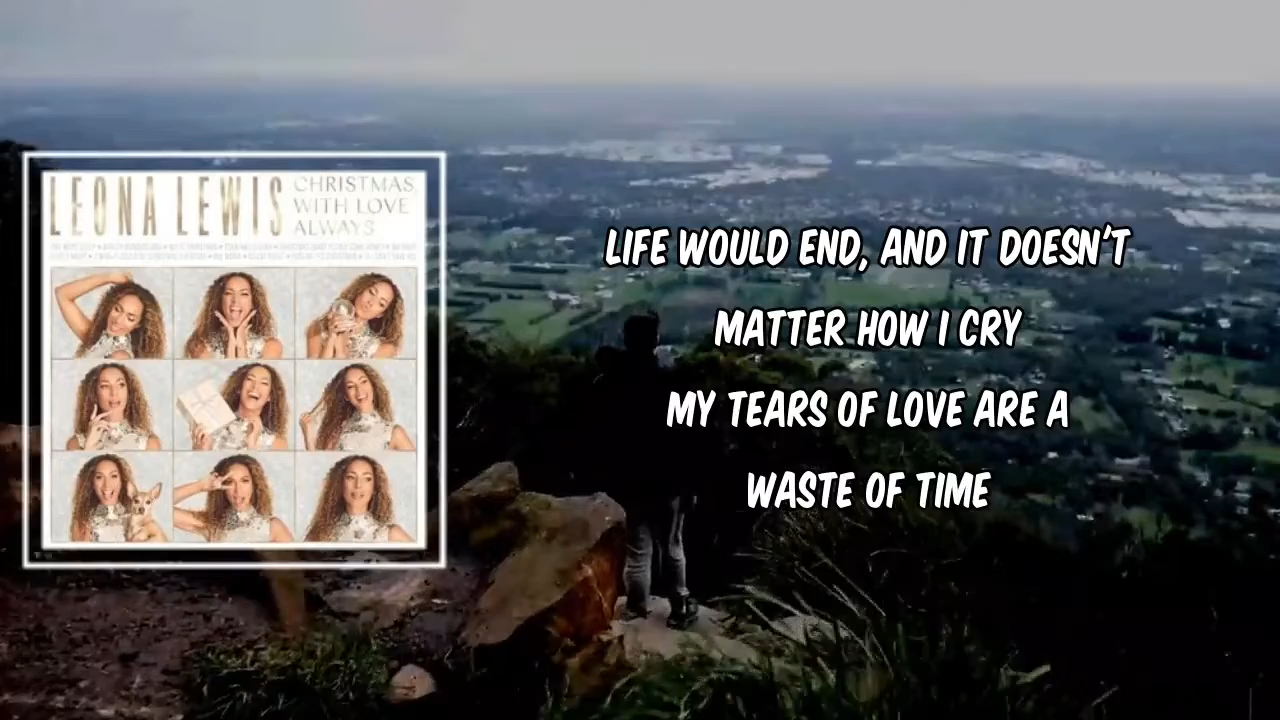 LEONA LEWIS
CHRISTMAS,
WITH LOVE
ALWAYS
LIFE WOULD END, AND IT DOESN'T
MATTER HOW I CRY
MY TEARS OF LOVE ARE A
WASTE OF TIME